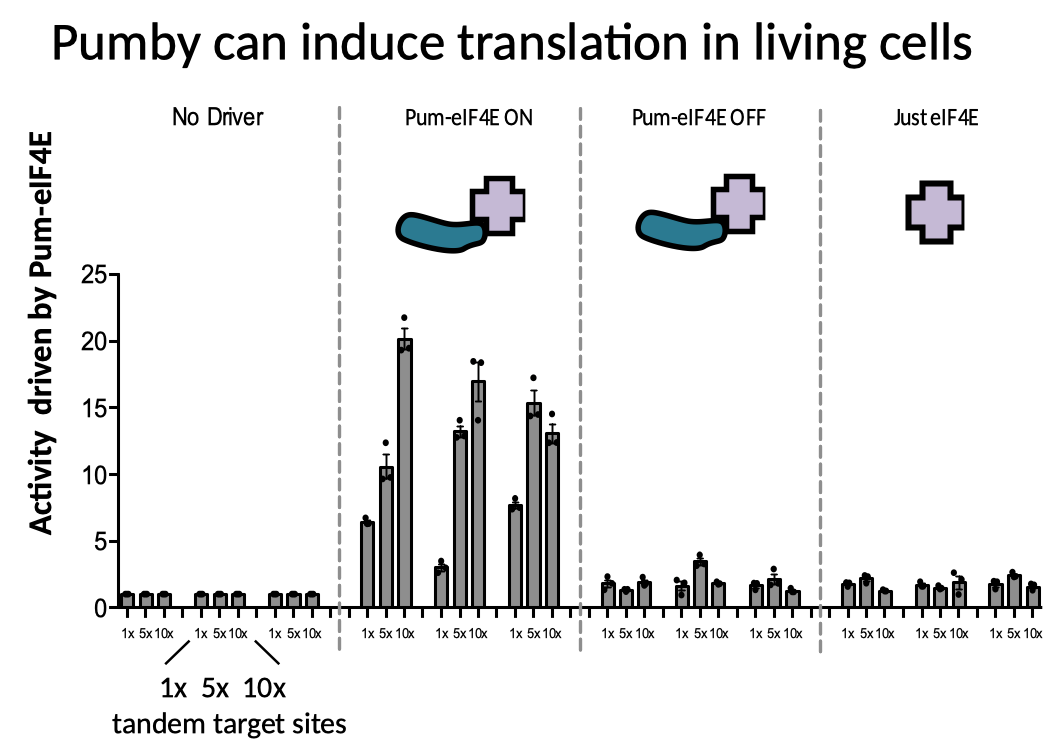 Pumby can induce translation in living cells
No Driver
Pum-eIF4E ON
Pum-eIF4E OFF
Just eIF4E
Activity driven by Pum-eIF4E
25
20
15
10
5
0
1x 5x 10x 1x 5x 10x 1x 5x 10x 1x 5x 10x 1x 5x 10x 1x 5x 10x 1x 5x 10x 1x 5x 10x 1x 5x 10x 1x 5x 10x 1x 5x 10x 1x 5x 10x
1x 5x 10x
tandem target sites